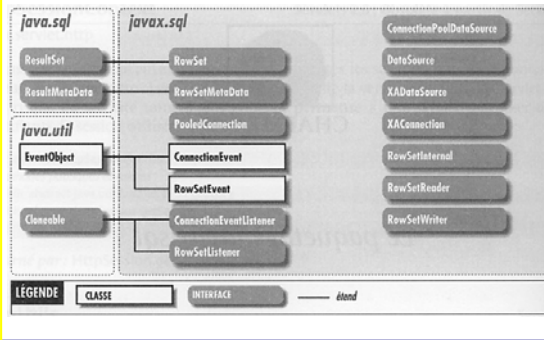 java.sql
ResultSet
ResultMetaData
java.util
EventObject
Cloneable
javax.sql
RowSet
RowSetMetaData
PooledConnection
ConnectionEvent
RowSetEvent
ConnectionEventListener
RowSetListener
ConnectionPoolDataSource
DataSource
XADataSource
XAConnection
RowSetInternal
RowSetReader
RowSetWriter
LÉGENDE
CLASSE
INTERFACE
étend